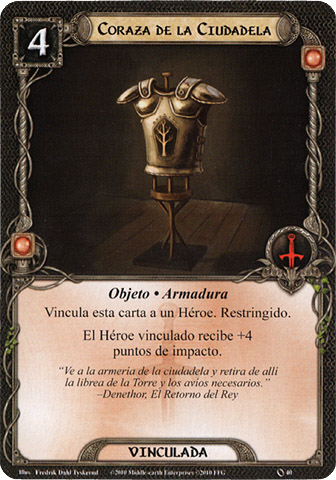 4
CORAZA DE LA CIUDADELA
Objeto • Armadura
Vincula esta carta a un Héroe. Restringido.
El Héroe vinculado recibe +4
puntos de impacto.
“Ve a la armería de la ciudadela y retira de allí
la librea de la Torre y los avíos necesarios.”
–Denethor, El Retorno del Rey
VINCULADA
Illus. Fredrik Dahl Tyskerud ©2010 Middle-earth Enterprises ©2010 FFG 40